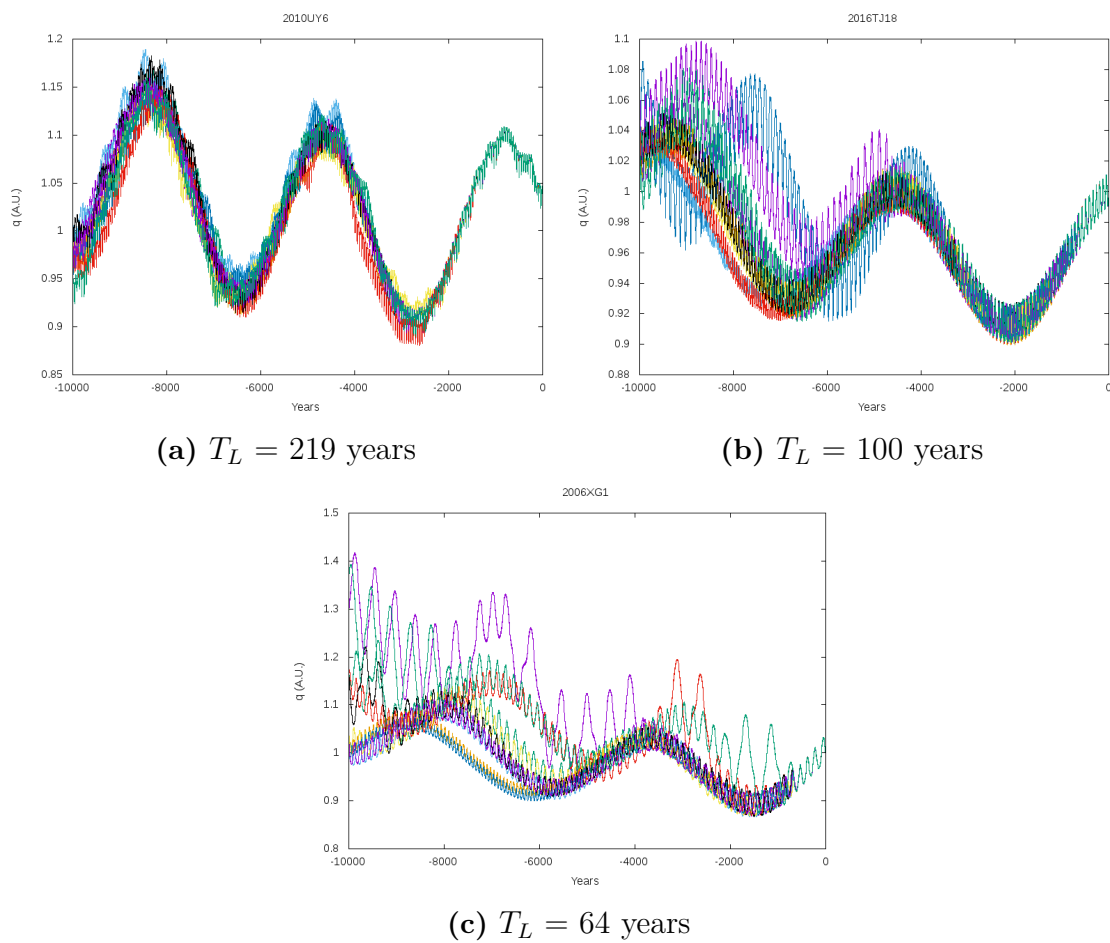 2010UY6
1.2
1.15
1.1
1.05
1
0.95
0.9
0.85
q (A.U.)
-10000 -8000 -6000 -4000 -2000 0
Years
(a) T_L = 219 years
2016TJ18
1.1
1.08
1.06
1.04
1.02
1
0.98
0.96
0.94
0.92
0.9
0.88
q (A.U.)
-10000 -8000 -6000 -4000 -2000 0
Years
(b) T_L = 100 years
2006XG1
1.5
1.4
1.3
1.2
1.1
1
0.9
0.8
q (A.U.)
-10000 -8000 -6000 -4000 -2000 0
Years
(c) T_L = 64 years